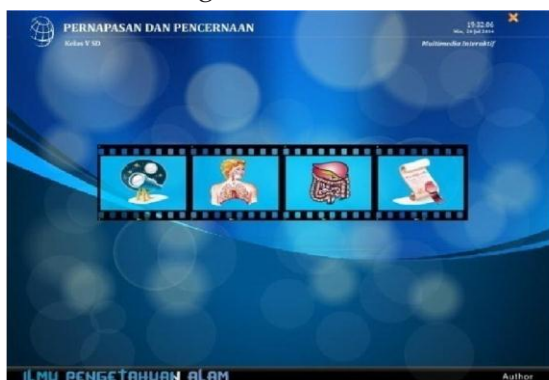 PERNAPASAN DAN PENCERNAAN
Kelas V SD
19:32:06
Multimedia Interaktif
ILMU PENGETAHUAN ALAM
Author